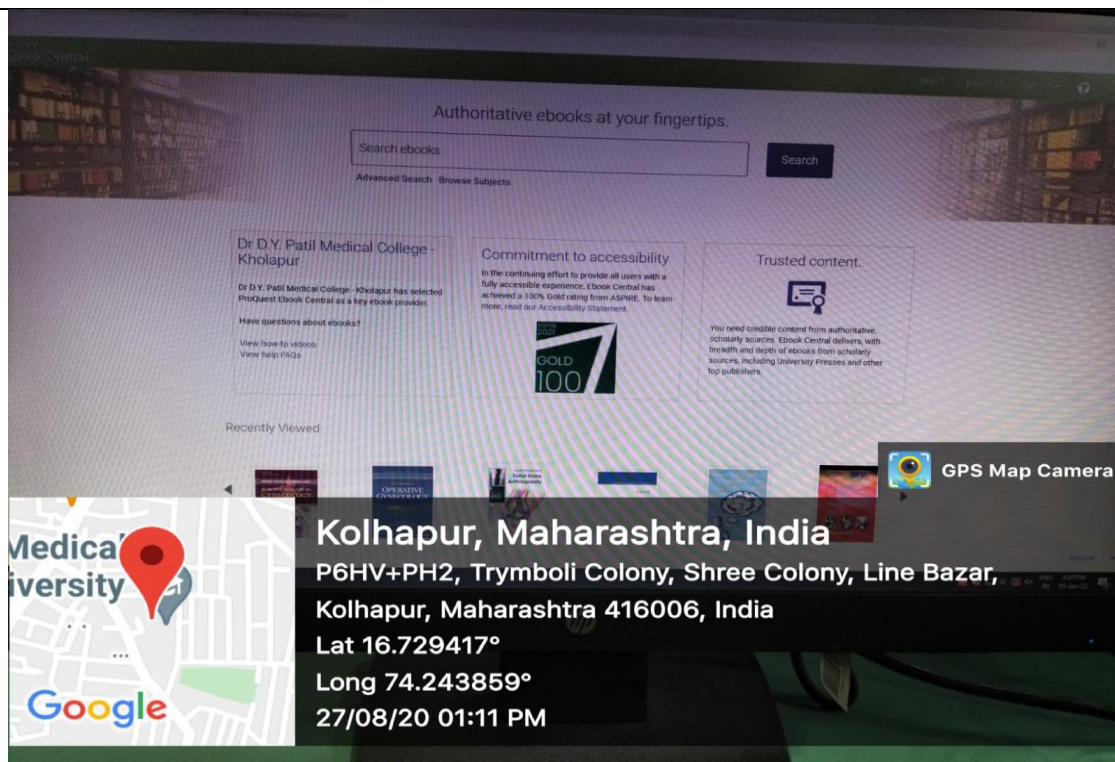 Ebook Central
Authoritative ebooks at your fingertips.
Search ebooks
Search
Advanced Search Browse Subjects
Dr D.Y. Patil Medical College -
Kholapur
Dr D.Y. Patil Medical College - Kholapur has selected
ProQuest Ebook Central as a key ebook provider.
Have questions about ebooks?
View how-to videos
View help FAQs
Commitment to accessibility
In the continuing effort to provide all users with a
fully accessible experience, Ebook Central has
achieved a 100% Gold rating from ASPIRE. To learn
more, read our Accessibility Statement.
ASPIRE
2021
GOLD
100
Trusted content.
You need credible content from authoritative,
scholarly sources. Ebook Central delivers, with
breadth and depth of ebooks from scholarly
sources, including University Presses and other
top publishers.
Recently Viewed
OPERATIVE
GYNECOLOGY
GPS Map Camera
Medica
iversity
Google
Kolhapur, Maharashtra, India
P6HV+PH2, Trymboli Colony, Shree Colony, Line Bazar,
Kolhapur, Maharashtra 416006, India
Lat 16.729417°
Long 74.243859°
27/08/20 01:11 PM
hp